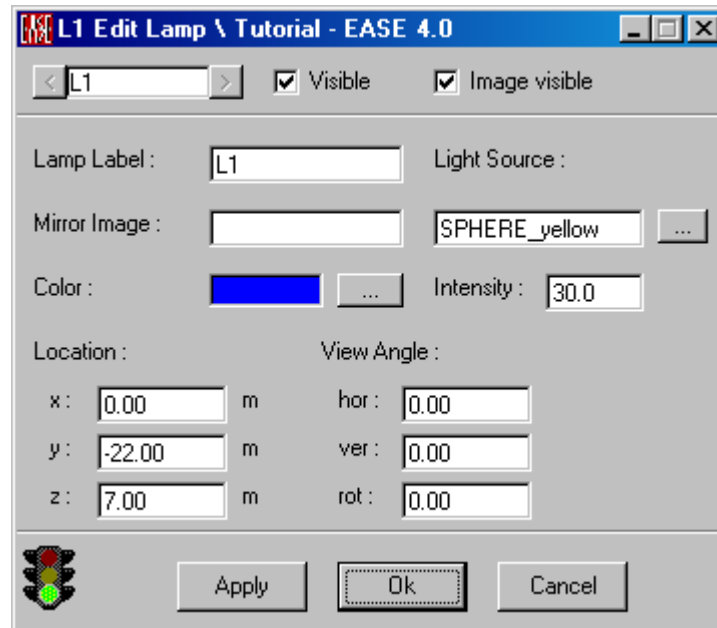 EASE L1 Edit Lamp \ Tutorial - EASE 4.0
< L1 > Visible Image visible
Lamp Label : L1 Light Source :
Mirror Image : SPHERE_yellow ...
Color : ... Intensity : 30.0
Location : View Angle :
x : 0.00 m hor : 0.00
y : -22.00 m ver : 0.00
z : 7.00 m rot : 0.00
Apply Ok Cancel